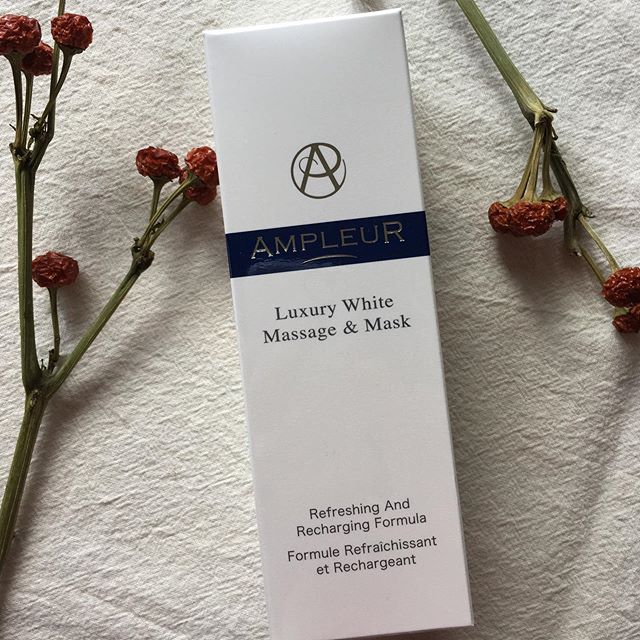 AMPLEUR
Luxury White
Massage & Mask
Refreshing And
Recharging Formula
Formule Refraîchissant
et Rechargeant